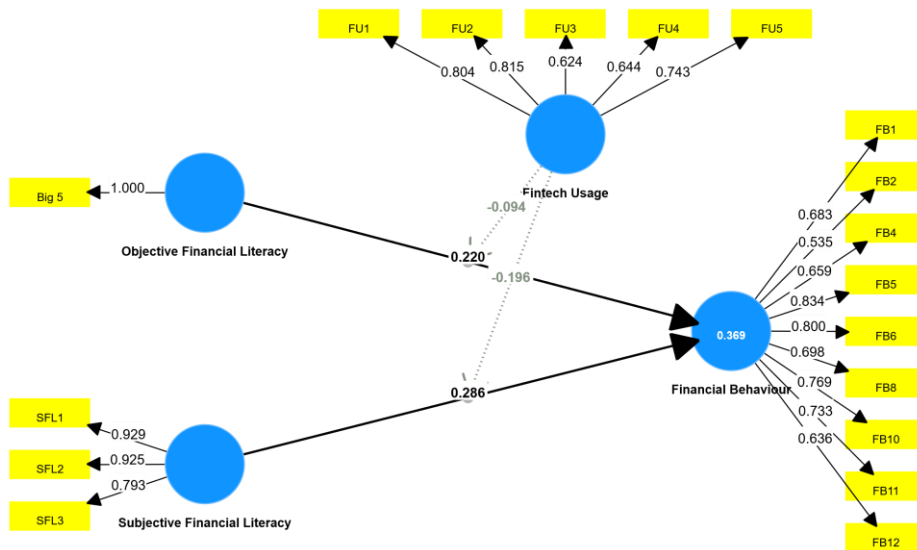 FU1
FU2
FU3
FU4
FU5
0.804
0.815
0.624
0.644
0.743
Fintech Usage
Big 5
1.000
Objective Financial Literacy
-0.094
0.220
-0.196
0.286
SFL1
SFL2
SFL3
0.929
0.925
0.793
Subjective Financial Literacy
0.369
Financial Behaviour
0.683
0.535
0.659
0.834
0.800
0.698
0.769
0.733
0.636
FB1
FB2
FB4
FB5
FB6
FB8
FB10
FB11
FB12